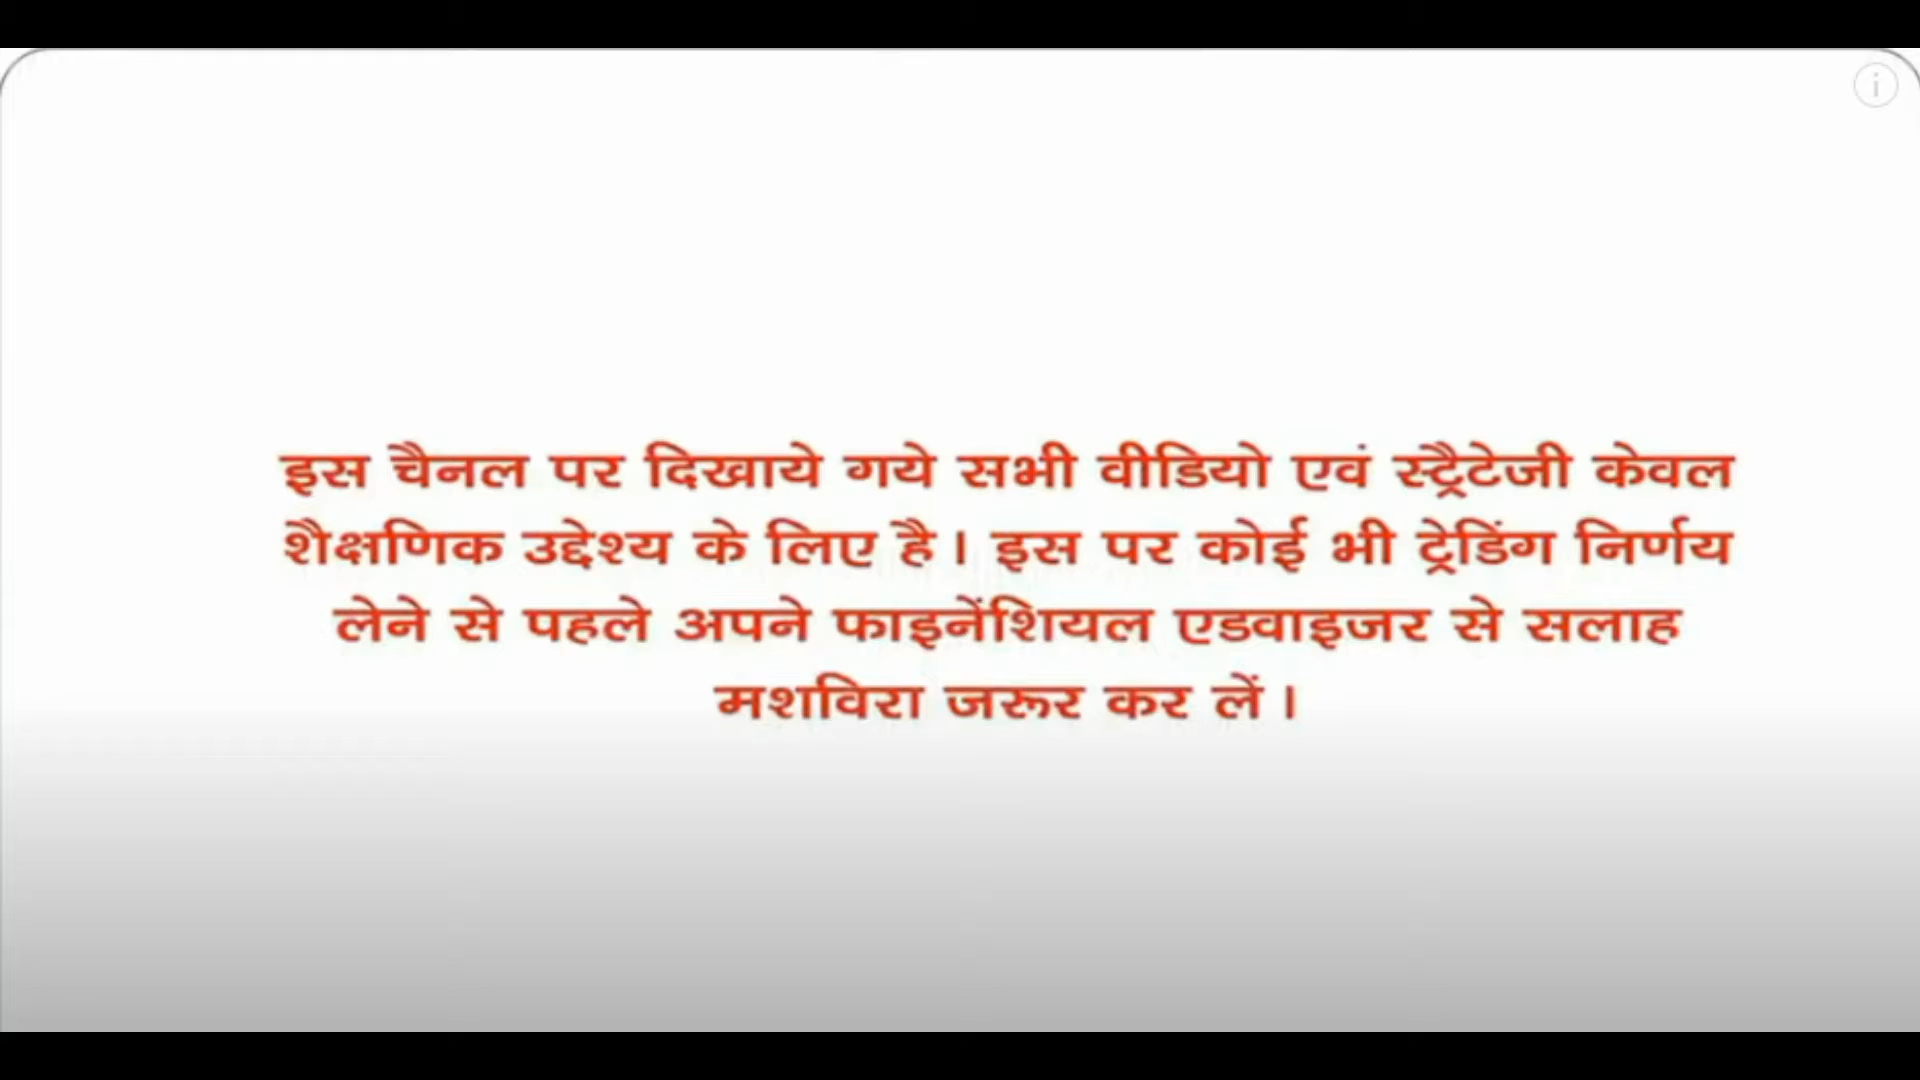 इस चैनल पर दिखाये गये सभी वीडियो एवं स्ट्रैटेजी केवल
शैक्षणिक उद्देश्य के लिए है। इस पर कोई भी ट्रेडिंग निर्णय
लेने से पहले अपने फाइनेंशियल एडवाइजर से सलाह
मशविरा जरूर कर लें।